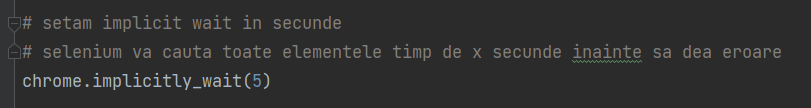 # setam implicit wait in secunde
# selenium va cauta toate elementele timp de x secunde inainte sa dea eroare
chrome.implicitly_wait(5)